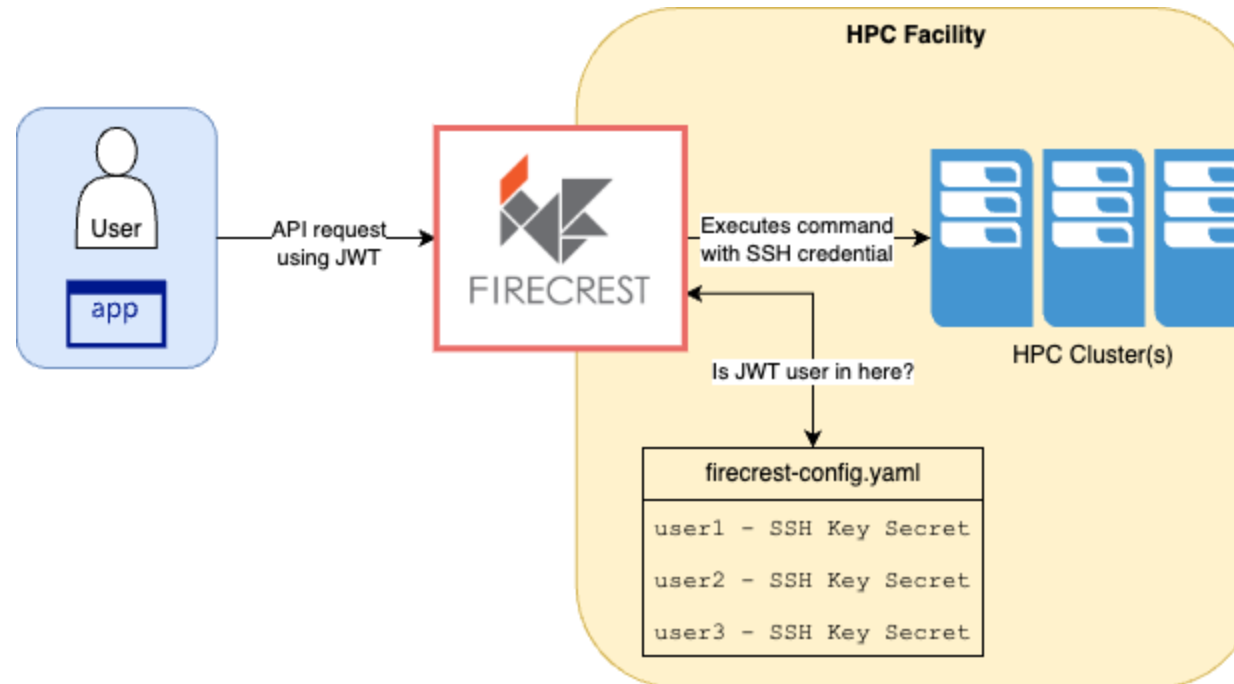 HPC Facility
User
app
API request
using JWT
FIRECREST
Executes command
with SSH credential
HPC Cluster(s)
Is JWT user in here?
firecrest-config.yaml
user1 - SSH Key Secret
user2 - SSH Key Secret
user3 - SSH Key Secret